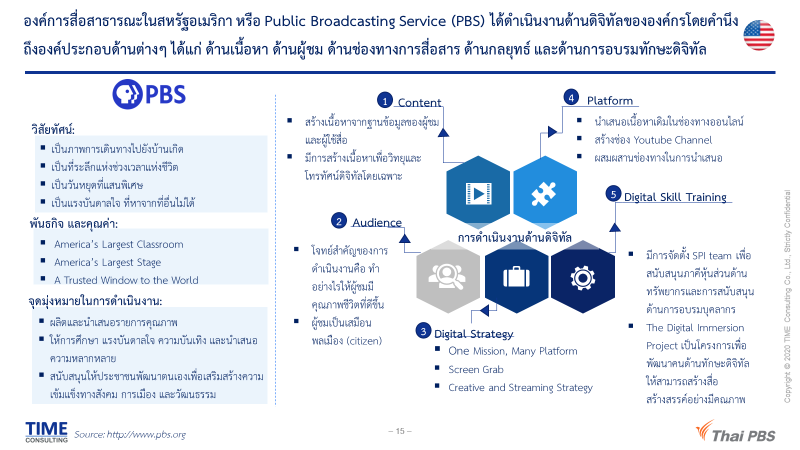 องค์การสื่อสาธารณะในสหรัฐอเมริกา หรือ Public Broadcasting Service (PBS) ได้ดำเนินงานด้านดิจิทัลขององค์กรโดยคำนึง
ถึงองค์ประกอบด้านต่างๆ ได้แก่ ด้านเนื้อหา ด้านผู้ชม ด้านช่องทางการสื่อสาร ด้านกลยุทธ์ และด้านการอบรมทักษะดิจิทัล
PBS
วิสัยทัศน์:
▪ เป็นภาพการเดินทางไปยังบ้านเกิด
▪ เป็นที่ระลึกแห่งช่วงเวลาแห่งชีวิต
▪ เป็นวันหยุดที่แสนพิเศษ
▪ เป็นแรงบันดาลใจ ที่หาจากที่อื่นไม่ได้
พันธกิจ และคุณค่า:
▪ America's Largest Classroom
▪ America's Largest Stage
▪ A Trusted Window to the World
จุดมุ่งหมายในการดำเนินงาน:
▪ ผลิตและนำเสนอรายการคุณภาพ
▪ ให้การศึกษา แรงบันดาลใจ ความบันเทิง และนำเสนอ
ความหลากหลาย
▪ สนับสนุนให้ประชาชนพัฒนาตนเองเพื่อเสริมสร้างความ
เข้มแข็งทางสังคม การเมือง และวัฒนธรรม
1 Content
▪ สร้างเนื้อหาจากฐานข้อมูลของผู้ชม
และผู้ใช้สื่อ
▪ มีการสร้างเนื้อหาเพื่อวิทยุและ
โทรทัศน์ดิจิทัลโดยเฉพาะ
4 Platform
▪ นำเสนอเนื้อหาเดิมในช่องทางออนไลน์
▪ สร้างช่อง Youtube Channel
▪ ผสมผสานช่องทางในการนำเสนอ
การดำเนินงานด้านดิจิทัล
2 Audience
▪ โจทย์สำคัญของการ
ดำเนินงานคือ ทำ
อย่างไรให้ผู้ชมมี
คุณภาพชีวิตที่ดีขึ้น
▪ ผู้ชมเป็นเสมือน
พลเมือง (citizen)
3 Digital Strategy
▪ One Mission, Many Platform
▪ Screen Grab
▪ Creative and Streaming Strategy
5 Digital Skill Training
▪ มีการจัดตั้ง SPI team เพื่อ
สนับสนุนภาคีหุ้นส่วนด้าน
ทรัพยากรและการสนับสนุน
ด้านการอบรมบุคลากร
▪ The Digital Immersion
Project เป็นโครงการเพื่อ
พัฒนาคนด้านทักษะดิจิทัล
ให้สามารถสร้างสื่อ
สร้างสรรค์อย่างมีคุณภาพ
Copyright © 2020 TIME Consulting Co., Ltd., Strictly Confidential
TIME
CONSULTING
Source: http://www.pbs.org
– 15 –
Thai PBS